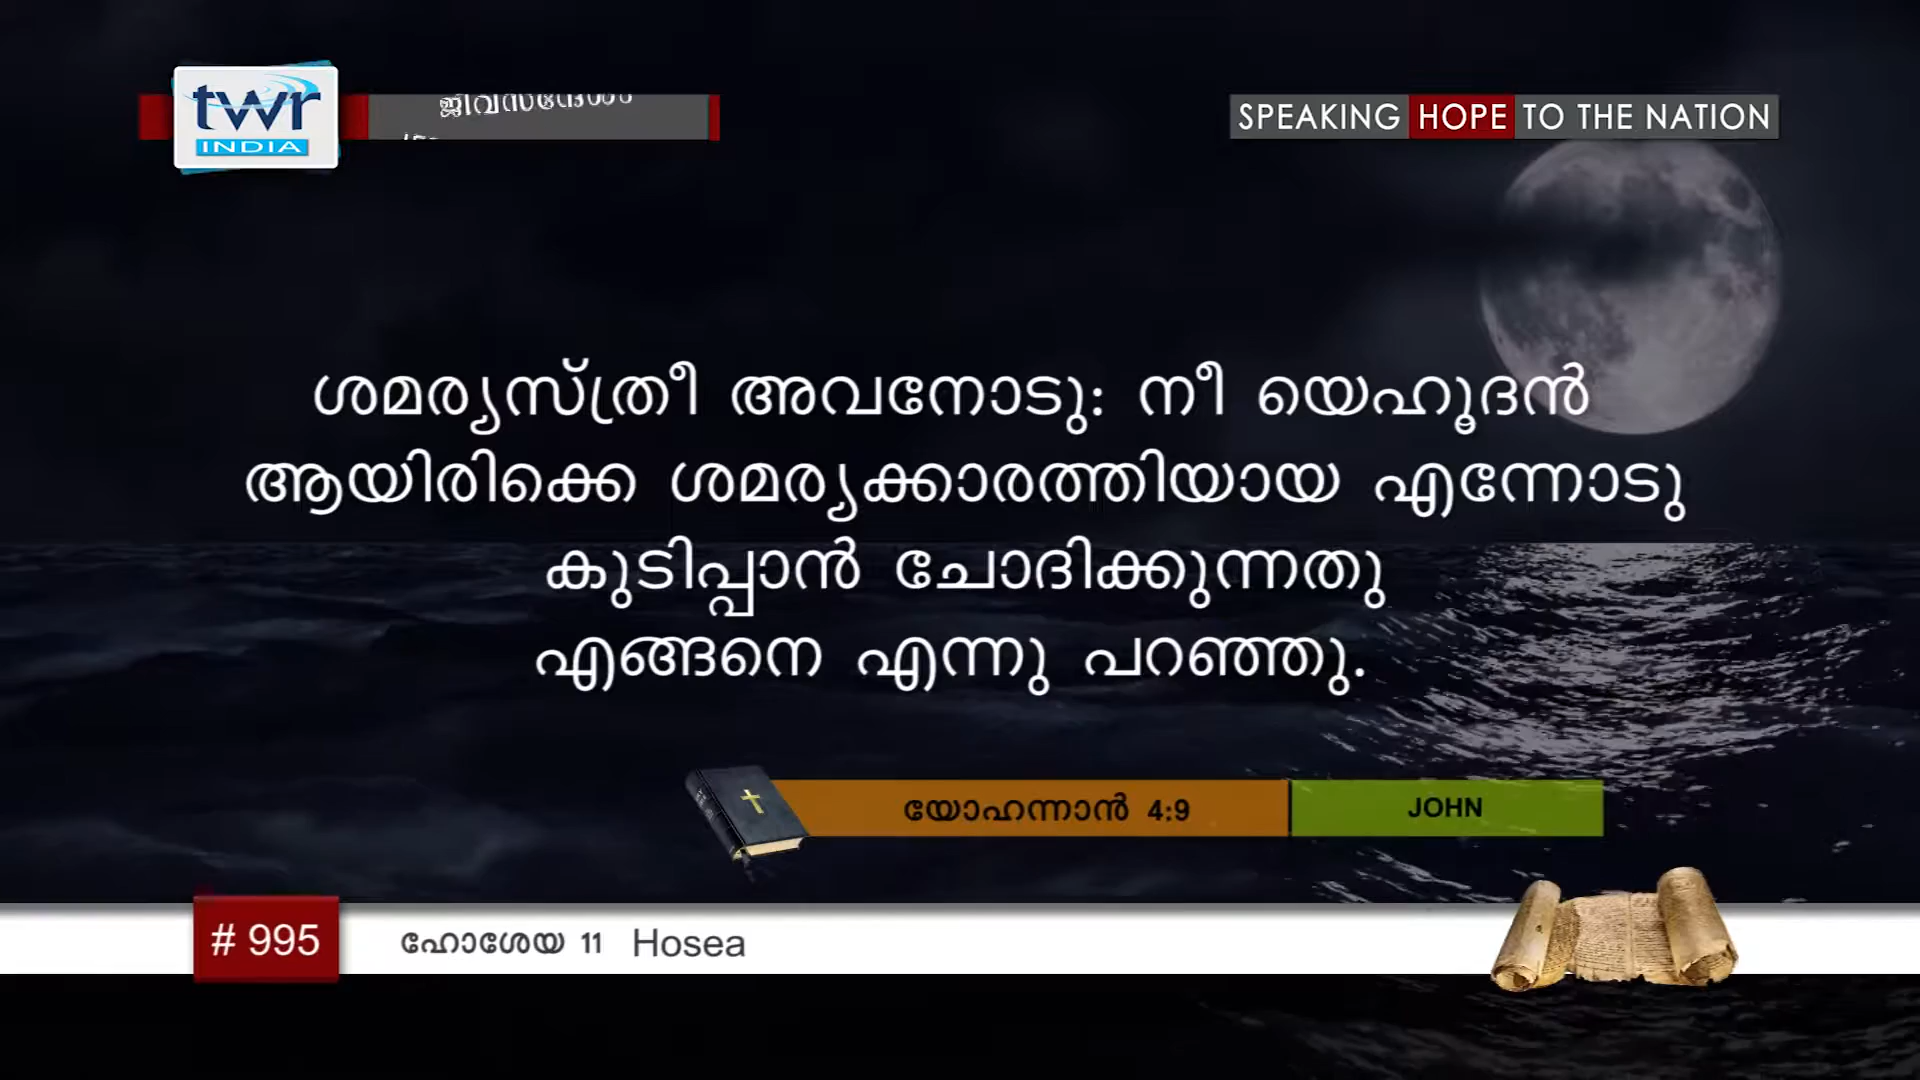 twr
INDIA
SPEAKING HOPE TO THE NATION
ശമര്യസ്ത്രീ അവനോടു: നീ യെഹൂദൻ
ആയിരിക്കെ ശമര്യക്കാരത്തിയായ എന്നോടു
കുടിപ്പാൻ ചോദിക്കുന്നതു
എങ്ങനെ എന്നു പറഞ്ഞു.
യോഹന്നാൻ 4:9
JOHN
# 995
ഹോശേയ 11 Hosea